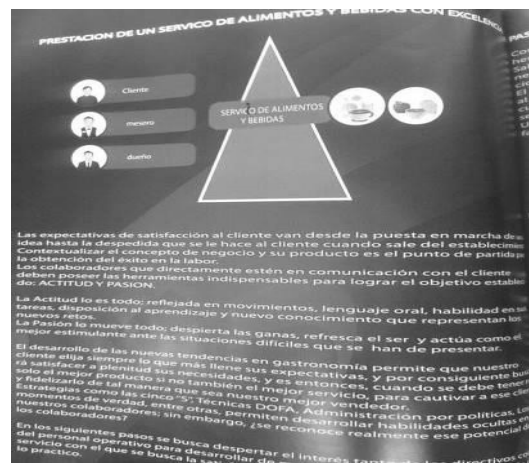 PRESTACION DE UN SERVICO DE ALIMENTOS Y BEBIDAS CON EXCELENCIA
Cliente
mesero
dueño
SERVICO DE ALIMENTOS
Y BEBIDAS
PAS
Las expectativas de satisfacción al cliente van desde la puesta en marcha de
idea hasta la despedida que se le hace al cliente cuando sale del establecimien
Contextualizar el concepto de negocio y su producto es el punto de partida pa
la obtención del éxito en la labor.
Los colaboradores que directamente estén en comunicación con el cliente
deben poseer las herramientas indispensables para lograr el objetivo estable
do: ACTITUD Y PASION.
La Actitud lo es todo; reflejada en movimientos, lenguaje oral, habilidad en su
tareas, disposición al aprendizaje y nuevo conocimiento que representan los
nuevos retos.
La Pasión lo mueve todo; despierta las ganas, refresca el ser y actúa como el
mejor estimulante ante las situaciones difíciles que se han de presentar.
El desarrollo de las nuevas tendencias en gastronomía permite que nuestro
cliente elija siempre lo que más llene sus expectativas, y por consiguiente bus
rá satisfacer a plenitud sus necesidades, y es entonces, cuando se debe tener
solo el mejor producto si no también el mejor servicio, para cautivar a ese clie
y fidelizarlo de tal manera que sea nuestro mejor vendedor.
Estrategias como las cinco "S"; Técnicas DOFA, Administración por políticas, Lo
momentos de verdad, entre otras, permiten desarrollar habilidades ocultas en
nuestros colaboradores; sin embargo, ¿se reconoce realmente ese potencial d
los colaboradores?
En los siguientes pasos se busca despertar el interés tanto de los directivos co
del personal operativo para desarrollar de
servicio con el que se busca la
lo practico.